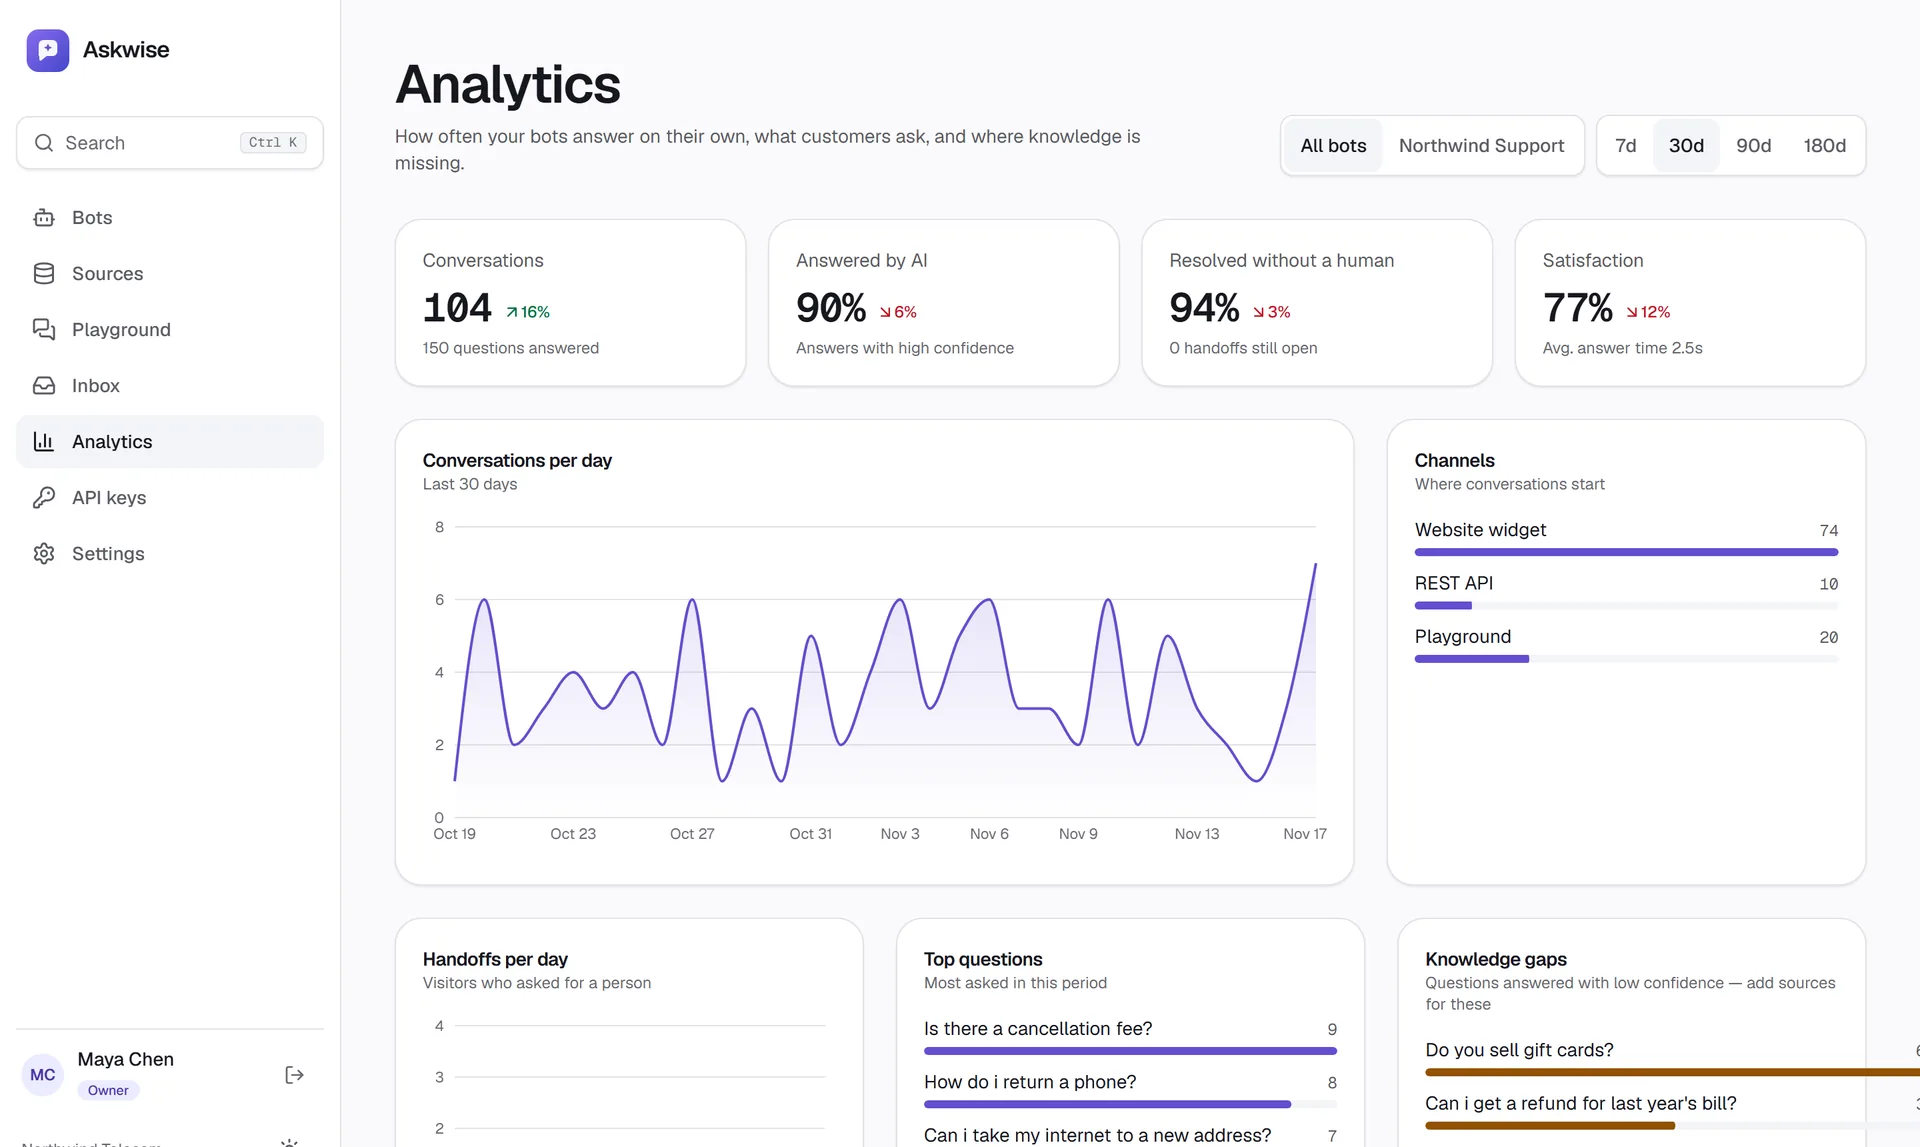 Askwise
Search
Ctrl K
Bots
Sources
Playground
Inbox
Analytics
API keys
Settings
MC
Maya Chen
Owner
Analytics
How often your bots answer on their own, what customers ask, and where knowledge is
missing.
All bots
Northwind Support
7d
30d
90d
180d
Conversations
104
16%
150 questions answered
Answered by AI
90%
6%
Answers with high confidence
Resolved without a human
94%
3%
0 handoffs still open
Satisfaction
77%
12%
Avg. answer time 2.5s
Conversations per day
Last 30 days
8
6
4
2
0
Oct 19
Oct 23
Oct 27
Oct 31
Nov 3
Nov 6
Nov 9
Nov 13
Nov 17
Channels
Where conversations start
Website widget
74
REST API
10
Playground
20
Handoffs per day
Visitors who asked for a person
4
3
2
Top questions
Most asked in this period
Is there a cancellation fee?
9
How do i return a phone?
8
Can i take my internet to a new address?
7
Knowledge gaps
Questions answered with low confidence — add sources
for these
Do you sell gift cards?
Can i get a refund for last year's bill?